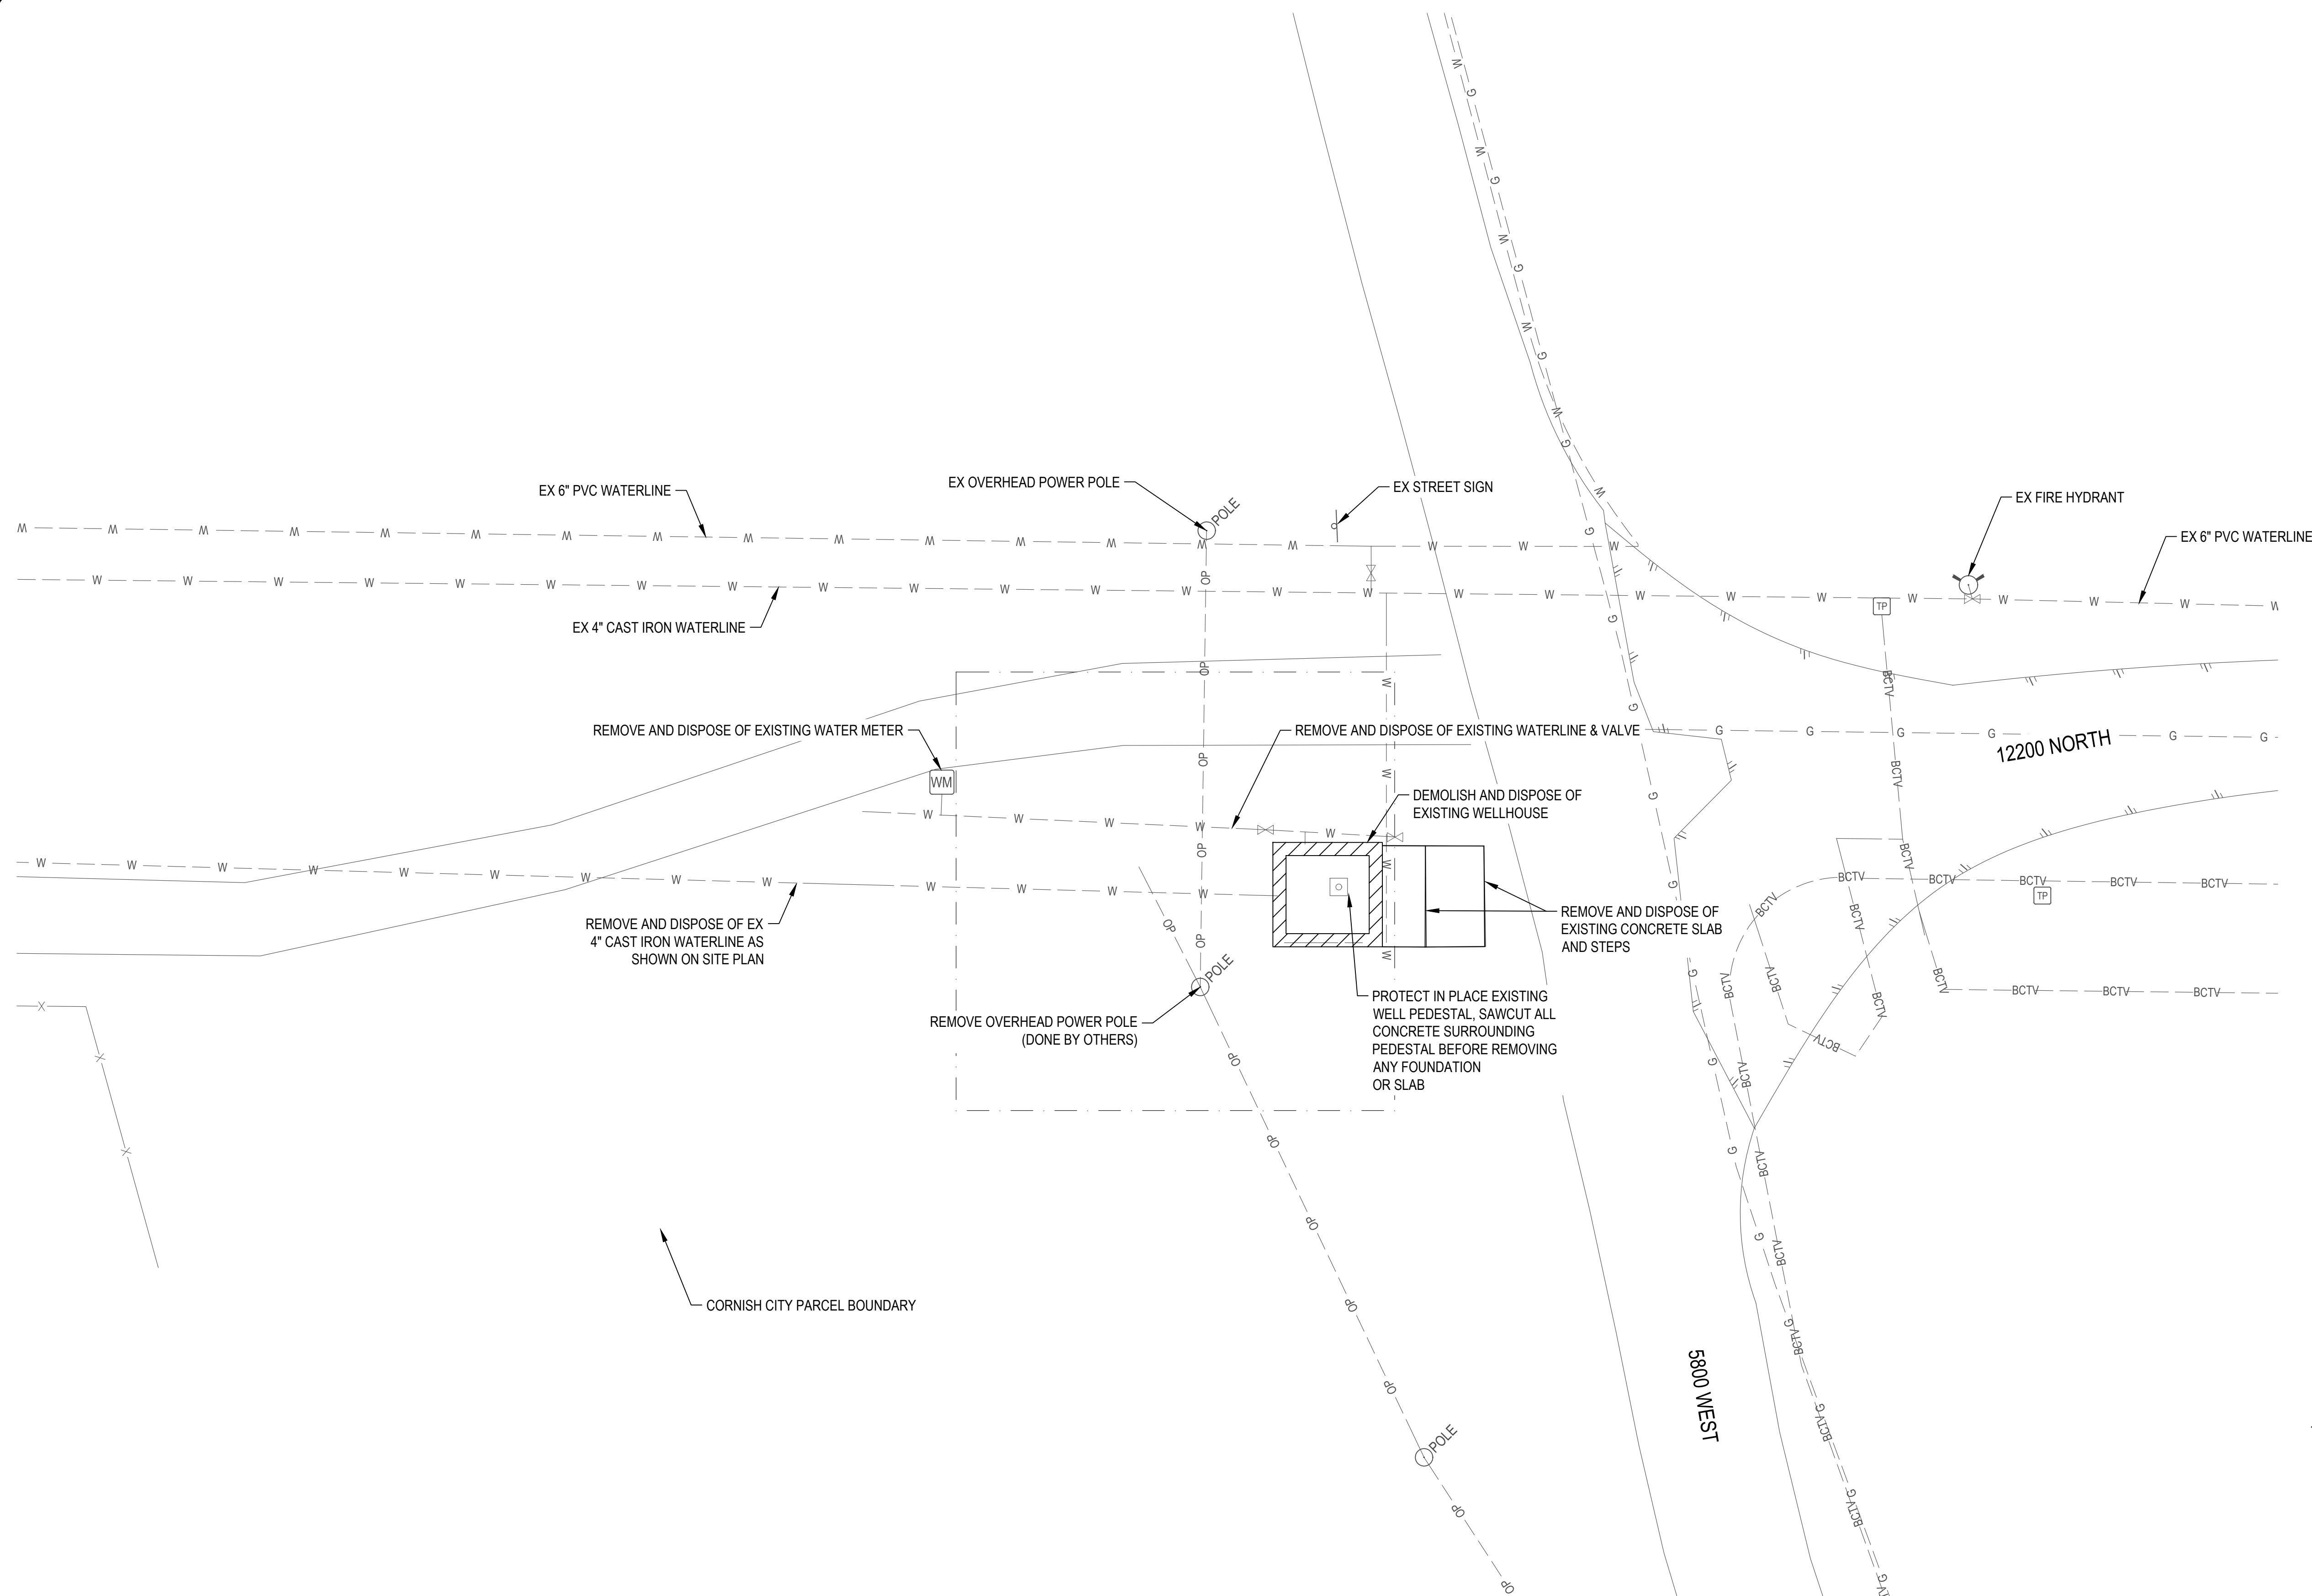 EX 6" PVC WATERLINE
EX OVERHEAD POWER POLE
POLE
EX STREET SIGN
EX FIRE HYDRANT
EX 6" PVC WATERLINE
EX 4" CAST IRON WATERLINE
TP
REMOVE AND DISPOSE OF EXISTING WATER METER
WM
REMOVE AND DISPOSE OF EXISTING WATERLINE & VALVE
12200 NORTH
DEMOLISH AND DISPOSE OF
EXISTING WELLHOUSE
TP
REMOVE AND DISPOSE OF EX
4" CAST IRON WATERLINE AS
SHOWN ON SITE PLAN
REMOVE AND DISPOSE OF
EXISTING CONCRETE SLAB
AND STEPS
POLE
REMOVE OVERHEAD POWER POLE
(DONE BY OTHERS)
PROTECT IN PLACE EXISTING
WELL PEDESTAL, SAWCUT ALL
CONCRETE SURROUNDING
PEDESTAL BEFORE REMOVING
ANY FOUNDATION
OR SLAB
CORNISH CITY PARCEL BOUNDARY
5800 WEST
POLE
W
G
OP
BCTV
X